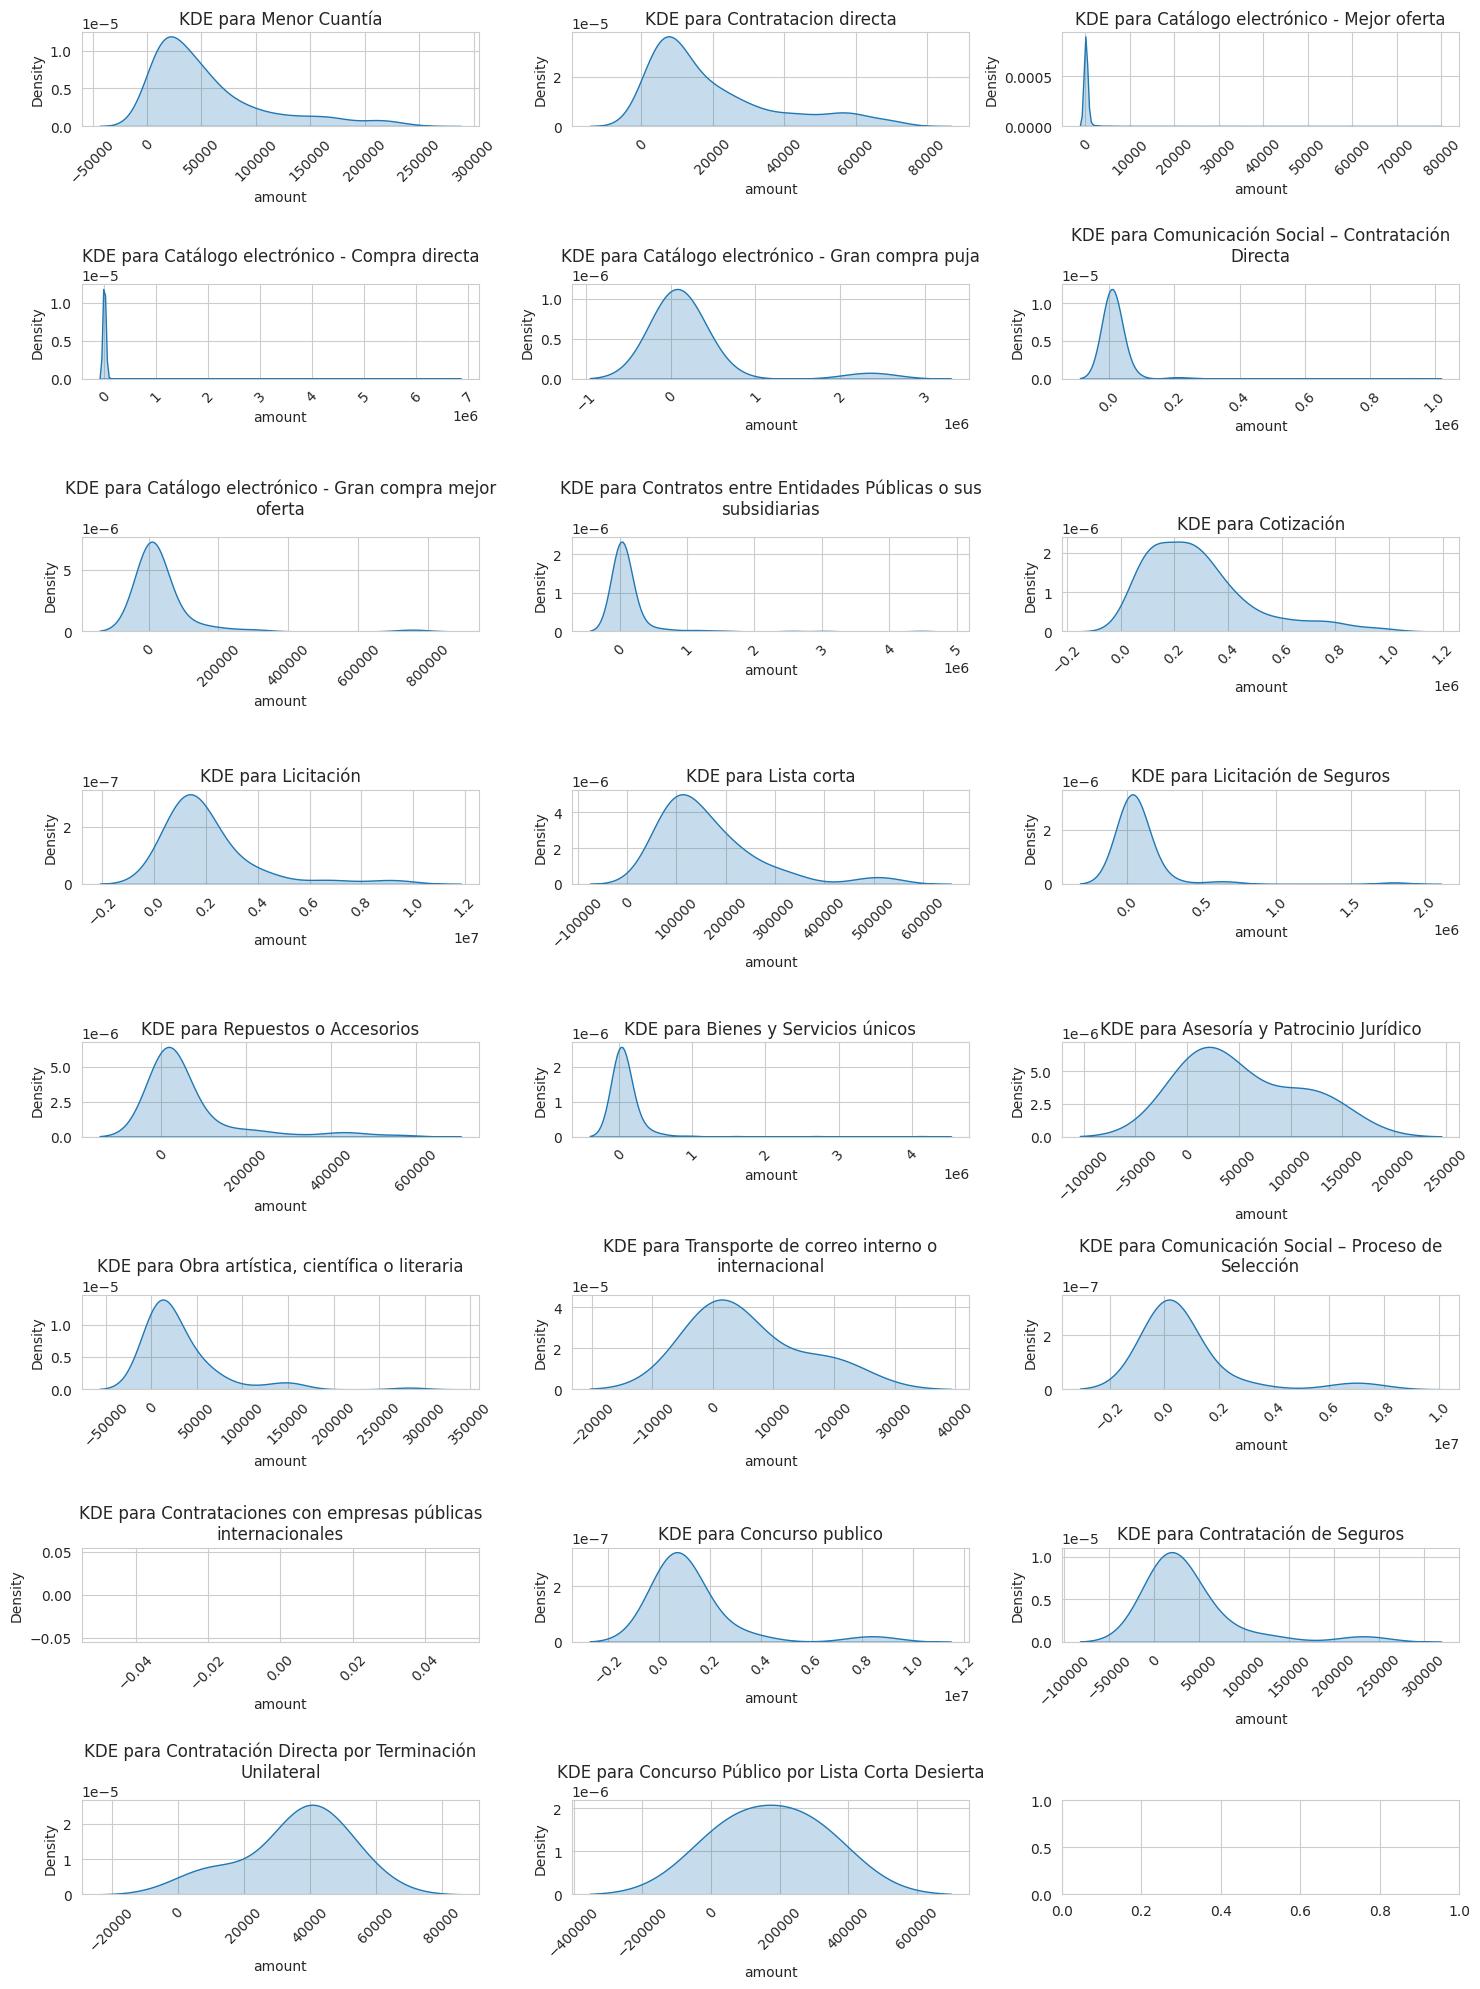 KDE para Menor Cuantía
1e−5
Density
1.0
0.5
0.0
−50000 0 50000 100000 150000 200000 250000 300000
amount
KDE para Contratacion directa
1e−5
Density
2
0
0 20000 40000 60000 80000
amount
KDE para Catálogo electrónico - Mejor oferta
Density
0.0005
0.0000
0 10000 20000 30000 40000 50000 60000 70000 80000
amount
KDE para Catálogo electrónico - Compra directa
1e−5
Density
1.0
0.5
0.0
0 1 2 3 4 5 6 7
1e6
amount
KDE para Catálogo electrónico - Gran compra puja
1e−6
Density
1.0
0.5
0.0
−1 0 1 2 3
1e6
amount
KDE para Comunicación Social – Contratación
Directa
1e−5
Density
1.0
0.5
0.0
0.0 0.2 0.4 0.6 0.8 1.0
1e6
amount
KDE para Catálogo electrónico - Gran compra mejor
oferta
1e−6
Density
5
0
0 200000 400000 600000 800000
amount
KDE para Contratos entre Entidades Públicas o sus
subsidiarias
1e−6
Density
2
1
0
0 1 2 3 4 5
1e6
amount
KDE para Cotización
1e−6
Density
2
1
0
−0.2 0.0 0.2 0.4 0.6 0.8 1.0 1.2
1e6
amount
KDE para Licitación
1e−7
Density
2
0
−0.2 0.0 0.2 0.4 0.6 0.8 1.0 1.2
1e7
amount
KDE para Lista corta
1e−6
Density
4
2
0
−100000 0 100000 200000 300000 400000 500000 600000
amount
KDE para Licitación de Seguros
1e−6
Density
2
0
0.0 0.5 1.0 1.5 2.0
1e6
amount
KDE para Repuestos o Accesorios
1e−6
Density
5.0
2.5
0.0
0 200000 400000 600000
amount
KDE para Bienes y Servicios únicos
1e−6
Density
2
1
0
0 1 2 3 4
1e6
amount
KDE para Asesoría y Patrocinio Jurídico
1e−6
Density
5.0
2.5
0.0
−100000 −50000 0 50000 100000 150000 200000 250000
amount
KDE para Obra artística, científica o literaria
1e−5
Density
1.0
0.5
0.0
−50000 0 50000 100000 150000 200000 250000 300000 350000
amount
KDE para Transporte de correo interno o
internacional
1e−5
Density
4
2
0
−20000 −10000 0 10000 20000 30000 40000
amount
KDE para Comunicación Social – Proceso de
Selección
1e−7
Density
2
0
−0.2 0.0 0.2 0.4 0.6 0.8 1.0
1e7
amount
KDE para Contrataciones con empresas públicas
internacionales
Density
0.05
0.00
−0.05
−0.04 −0.02 0.00 0.02 0.04
amount
KDE para Concurso publico
1e−7
Density
2
0
−0.2 0.0 0.2 0.4 0.6 0.8 1.0 1.2
1e7
amount
KDE para Contratación de Seguros
1e−5
Density
1.0
0.5
0.0
−100000 −50000 0 50000 100000 150000 200000 250000 300000
amount
KDE para Contratación Directa por Terminación
Unilateral
1e−5
Density
2
1
0
−20000 0 20000 40000 60000 80000
amount
KDE para Concurso Público por Lista Corta Desierta
1e−6
Density
2
1
0
−400000 −200000 0 200000 400000 600000
amount
1.0
0.5
0.0
0.0 0.2 0.4 0.6 0.8 1.0